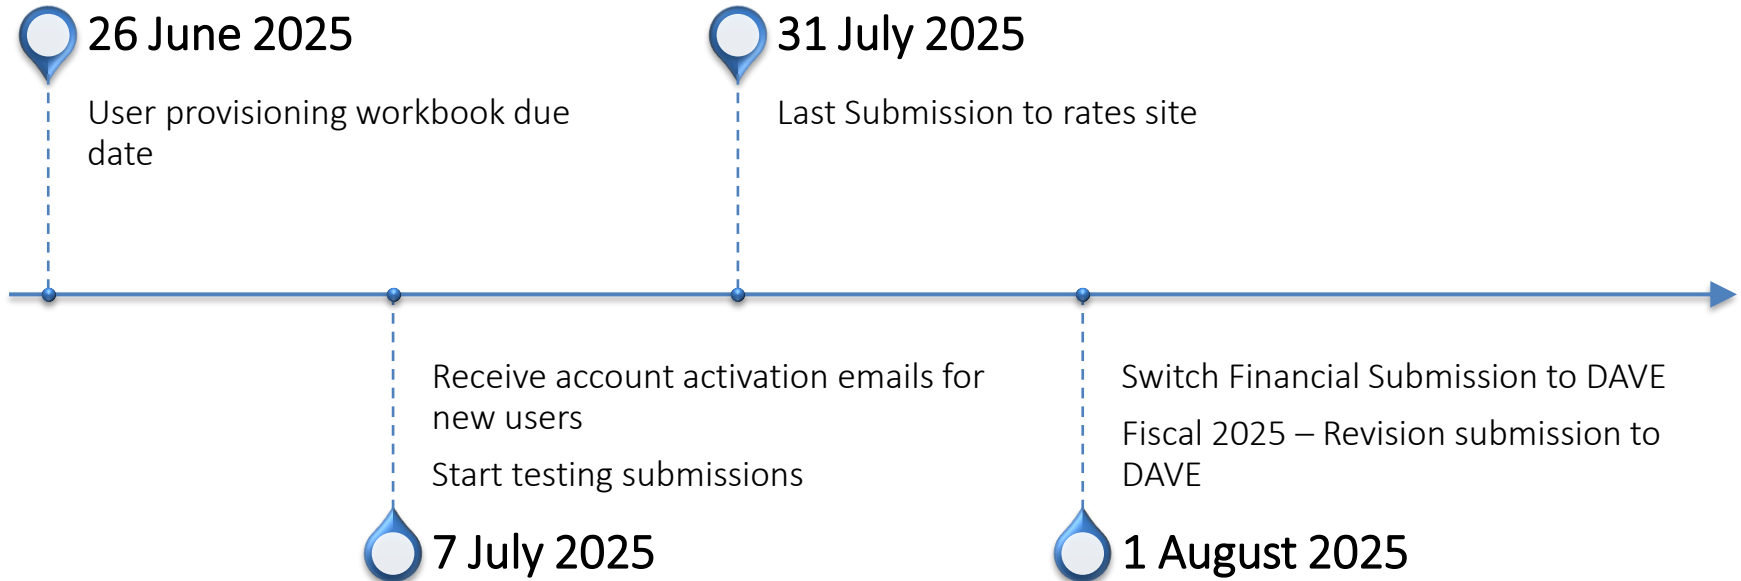 26 June 2025
User provisioning workbook due
date
31 July 2025
Last Submission to rates site
Receive account activation emails for
new users
Start testing submissions
7 July 2025
Switch Financial Submission to DAVE
Fiscal 2025 – Revision submission to
DAVE
1 August 2025